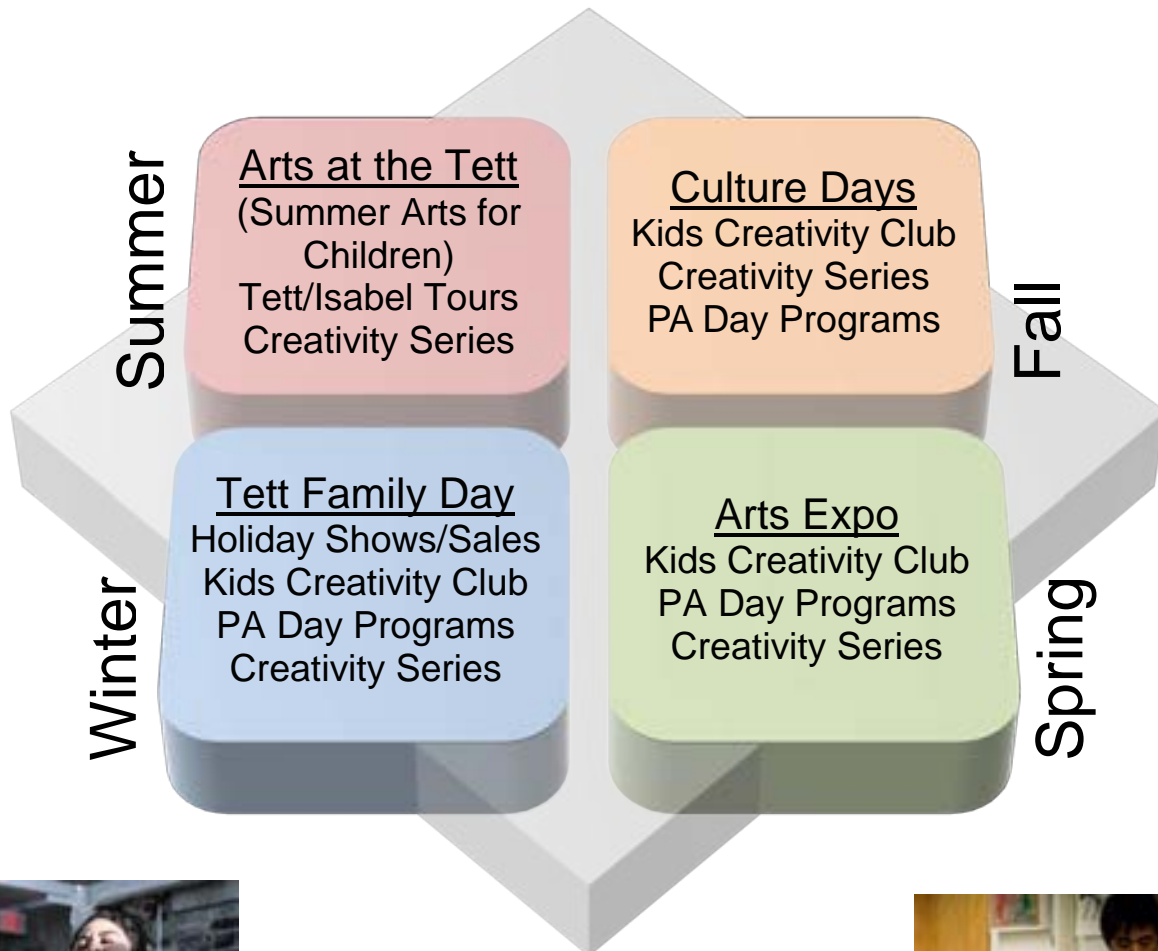 Summer
Arts at the Tett
(Summer Arts for
Children)
Tett/Isabel Tours
Creativity Series
Culture Days
Kids Creativity Club
Creativity Series
PA Day Programs
Fall
Winter
Tett Family Day
Holiday Shows/Sales
Kids Creativity Club
PA Day Programs
Creativity Series
Arts Expo
Kids Creativity Club
PA Day Programs
Creativity Series
Spring